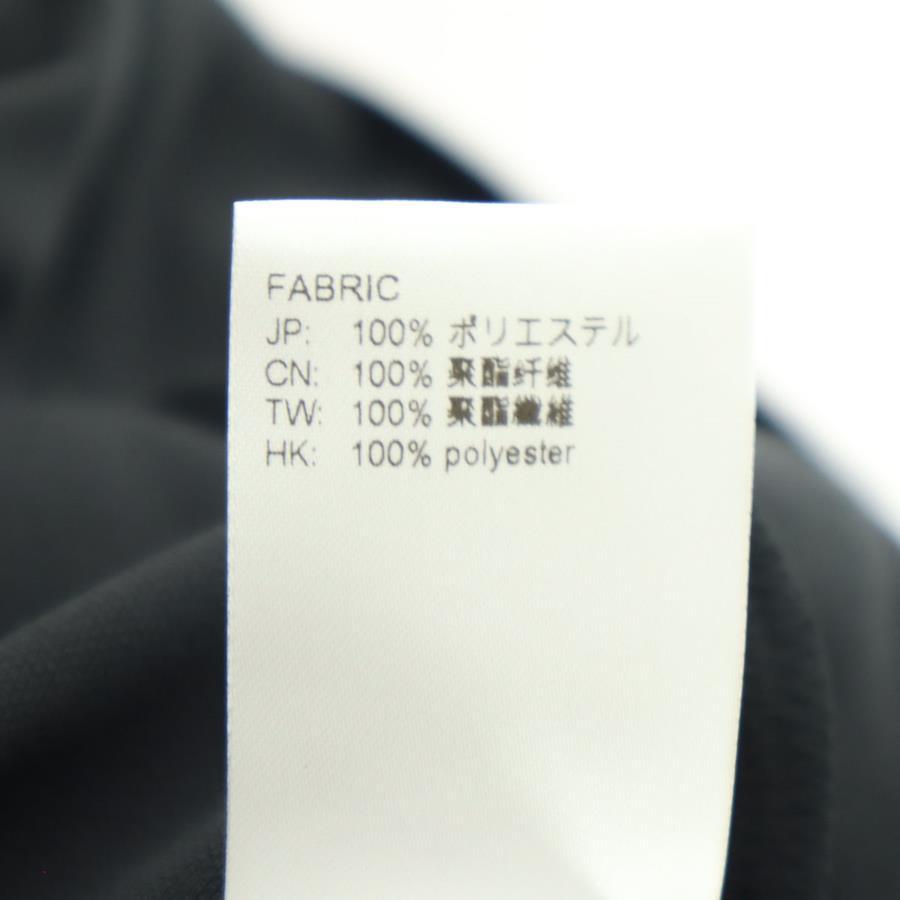 FABRIC
JP: 100% ポリエステル
CN: 100% 聚酯纤维
TW: 100% 聚酯纖維
HK: 100% polyester